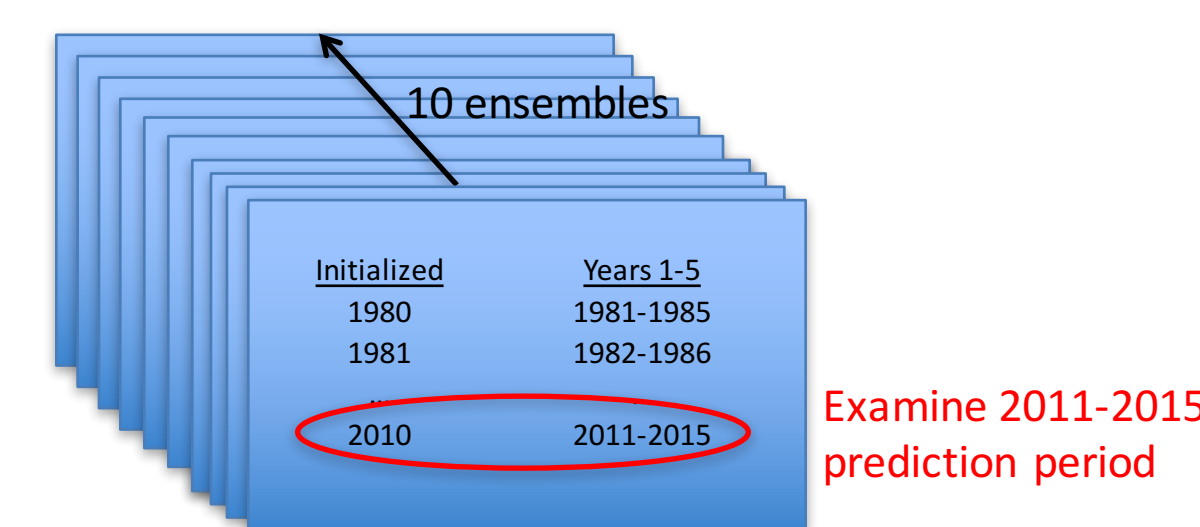 10 ensembles
Initialized Years 1-5
1980 1981-1985
1981 1982-1986
...
2010 2011-2015
Examine 2011-2015
prediction period